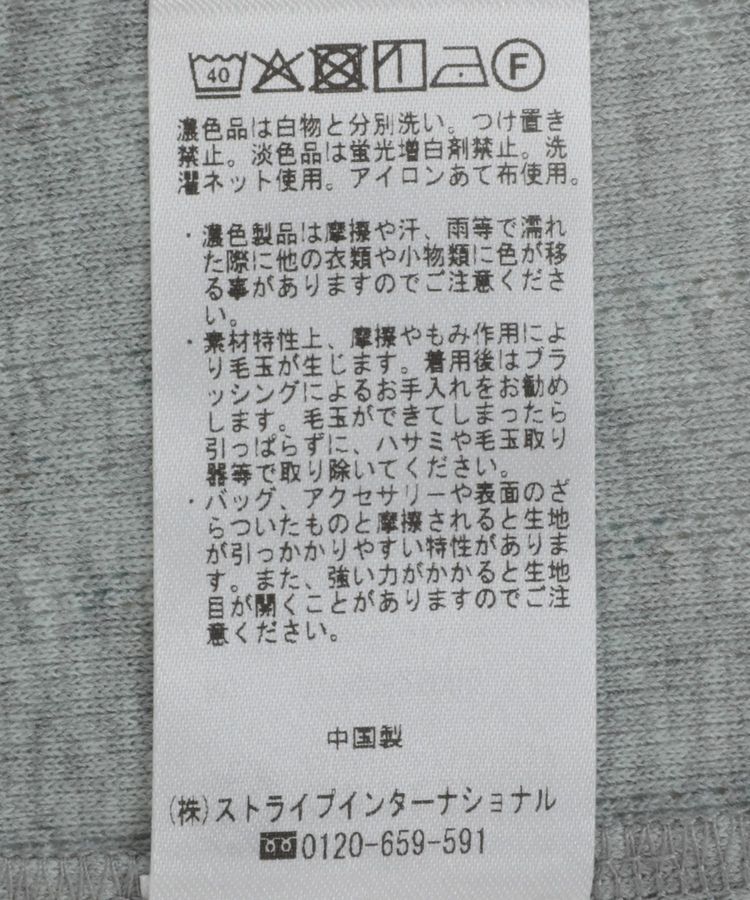 40 F
濃色品は白物と分別洗い。つけ置き
禁止。淡色品は蛍光増白剤禁止。洗
濯ネット使用。アイロンあて布使用。
・濃色製品は摩擦や汗、雨等で濡れ
た際に他の衣類や小物類に色が移
る事がありますのでご注意くださ
い。
・素材特性上、摩擦やもみ作用によ
り毛玉が生じます。着用後はブラ
ッシングによるお手入れをお勧め
します。毛玉ができてしまったら
引っぱらずに、ハサミや毛玉取り
器等で取り除いてください。
・バッグ、アクセサリーや表面のざ
らついたものと摩擦されると生地
が引っかかりやすい特性がありま
す。また、強い力がかかると生地
目が開くことがありますのでご注
意ください。
中国製
(株)ストライプインターナショナル
0120-659-591